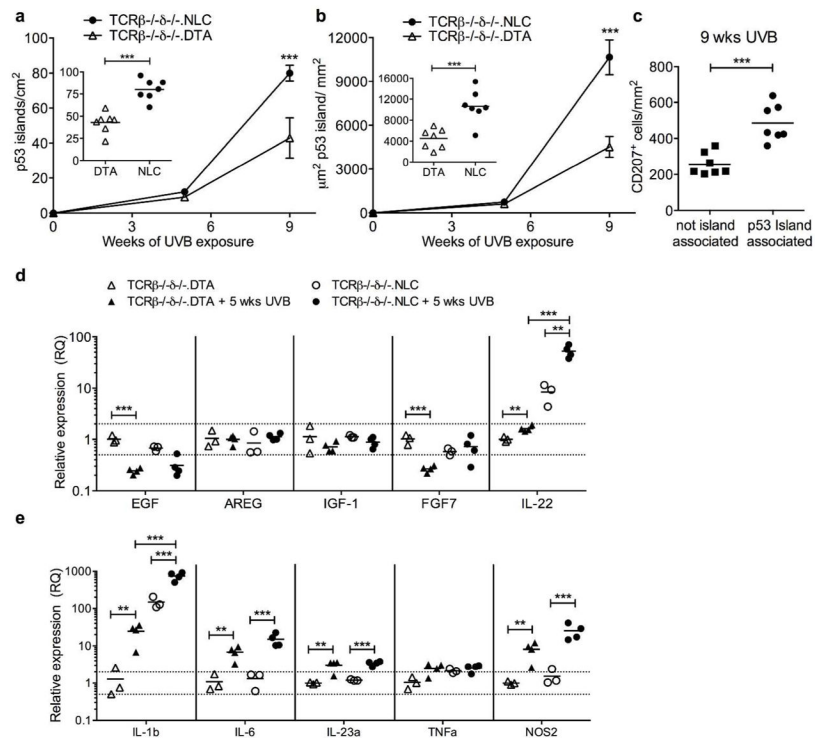 a
TCRβ-/-δ-/-.NLC
TCRβ-/-δ-/-.DTA
p53 islands/cm2
100
75
50
25
0
***
DTA NLC
***
80
60
40
20
0
0 3 6 9
Weeks of UVB exposure
b
TCRβ-/-δ-/-.NLC
TCRβ-/-δ-/-.DTA
μm2 p53 island/ mm2
16000
12000
8000
4000
0
***
DTA NLC
***
12000
9000
6000
3000
0
0 3 6 9
Weeks of UVB exposure
c
9 wks UVB
***
CD207+ cells/mm2
800
600
400
200
0
not island associated
p53 Island associated
d
TCRβ-/-δ-/-.DTA
TCRβ-/-δ-/-.NLC
TCRβ-/-δ-/-.DTA + 5 wks UVB
TCRβ-/-δ-/-.NLC + 5 wks UVB
Relative expression (RQ)
100
10
1.0
0.1
***
***
**
***
**
EGF AREG IGF-1 FGF7 IL-22
e
Relative expression (RQ)
1000
100
10
1
0.1
***
***
**
**
***
**
***
**
***
IL-1b IL-6 IL-23a TNFa NOS2